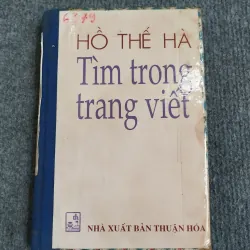 HỒ THẾ HÀ
Tìm trong
trang viết
NHÀ XUẤT BẢN THUẬN HÓA